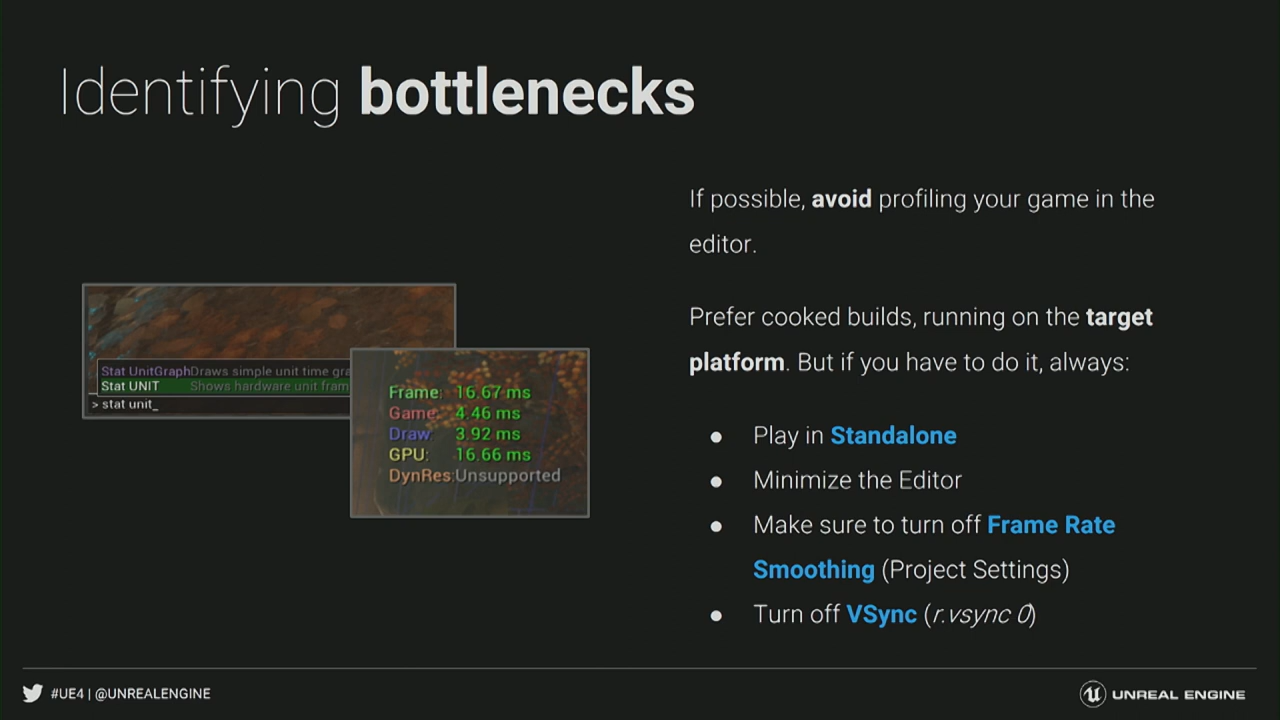 Identifying bottlenecks
If possible, avoid profiling your game in the
editor.
Prefer cooked builds, running on the target
platform. But if you have to do it, always:
● Play in Standalone
● Minimize the Editor
● Make sure to turn off Frame Rate
Smoothing (Project Settings)
● Turn off VSync (r.vsync 0)
Stat UnitGraphDraws simple unit time gra
Stat UNIT Shows hardware unit fram
> stat unit_
Frame: 16.67 ms
Game: 4.46 ms
Draw: 3.92 ms
GPU: 16.66 ms
DynRes:Unsupported
#UE4 | @UNREALENGINE
UNREAL ENGINE